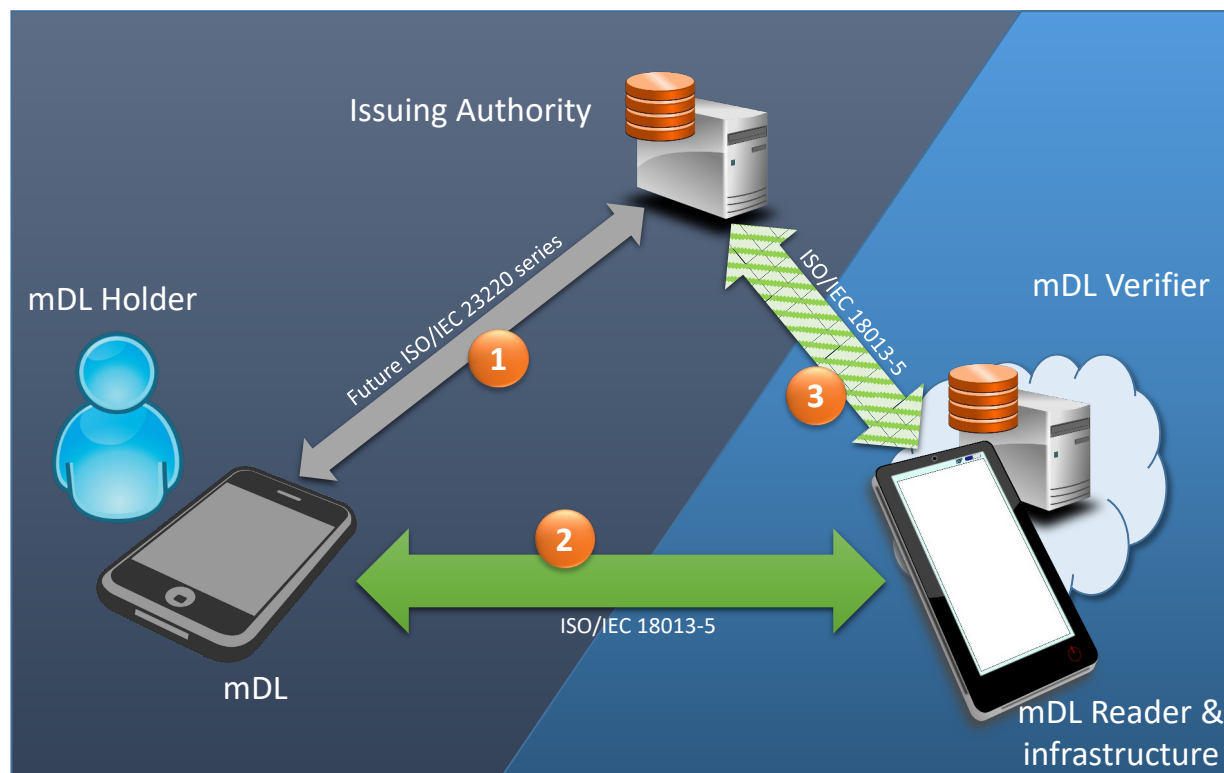 Issuing Authority
mDL Holder
Future ISO/IEC 23220 series
1
ISO/IEC 18013-5
3
mDL Verifier
2
ISO/IEC 18013-5
mDL
mDL Reader &
infrastructure